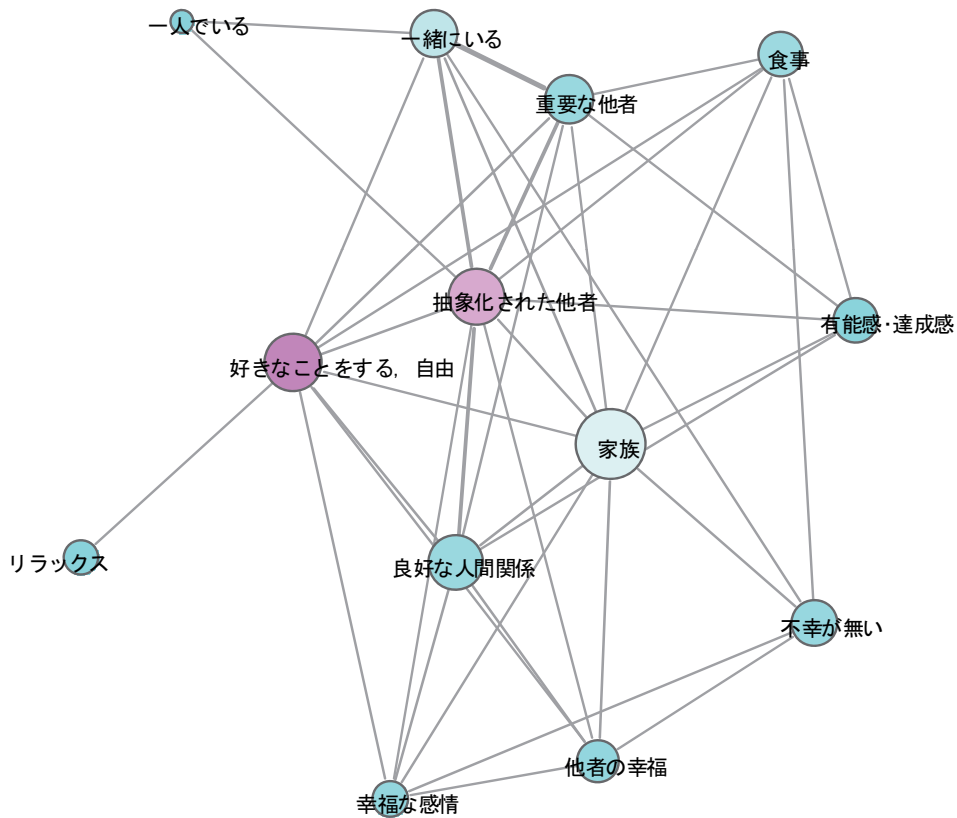 一人でいる
一緒にいる
食事
重要な他者
抽象化された他者
有能感・達成感
好きなことをする，自由
家族
リラックス
良好な人間関係
不幸が無い
他者の幸福
幸福な感情